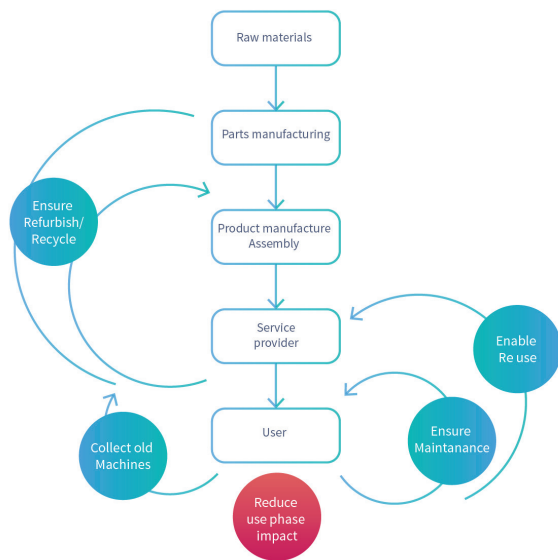 Raw materials
Parts manufacturing
Ensure
Refurbish/
Recycle
Product manufacture
Assembly
Service
provider
Enable
Re use
User
Ensure
Maintanance
Collect old
Machines
Reduce
use phase
impact